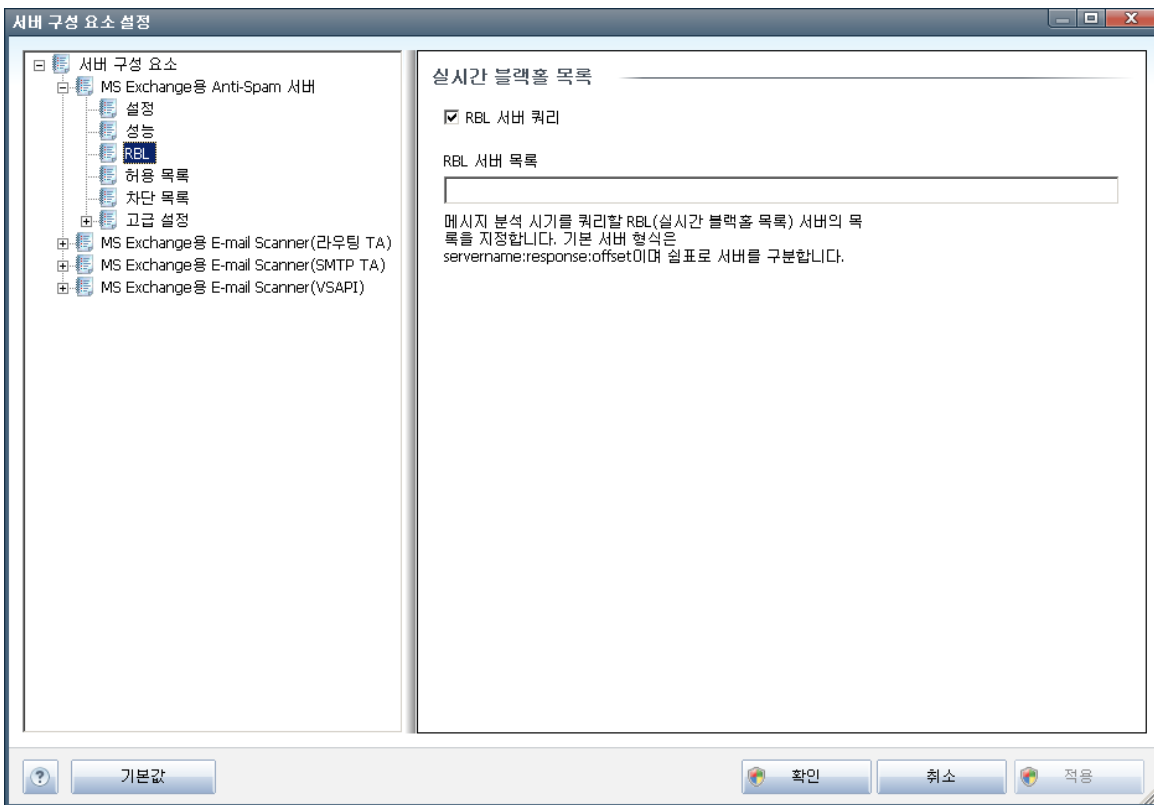 서버 구성 요소 설정
서버 구성 요소
MS Exchange용 Anti-Spam 서버
설정
성능
RBL
허용 목록
차단 목록
고급 설정
MS Exchange용 E-mail Scanner(라우팅 TA)
MS Exchange용 E-mail Scanner(SMTP TA)
MS Exchange용 E-mail Scanner(VSAPI)
실시간 블랙홀 목록
RBL 서버 쿼리
RBL 서버 목록
메시지 분석 시기를 쿼리할 RBL(실시간 블랙홀 목록) 서버의 목
록을 지정합니다. 기본 서버 형식은
servername:response:offset이며 쉼표로 서버를 구분합니다.
?
기본값
확인
취소
적용